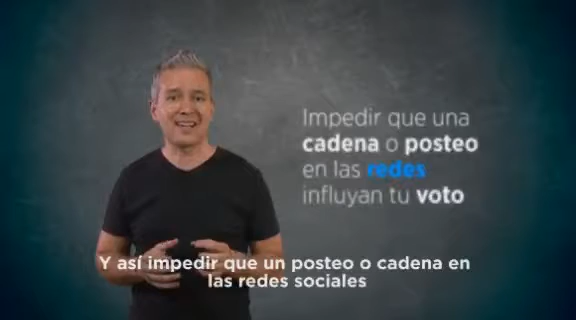 Impedir que una
cadena o posteo
en las redes
influyan tu voto
Y así impedir que un posteo o cadena en
las redes sociales